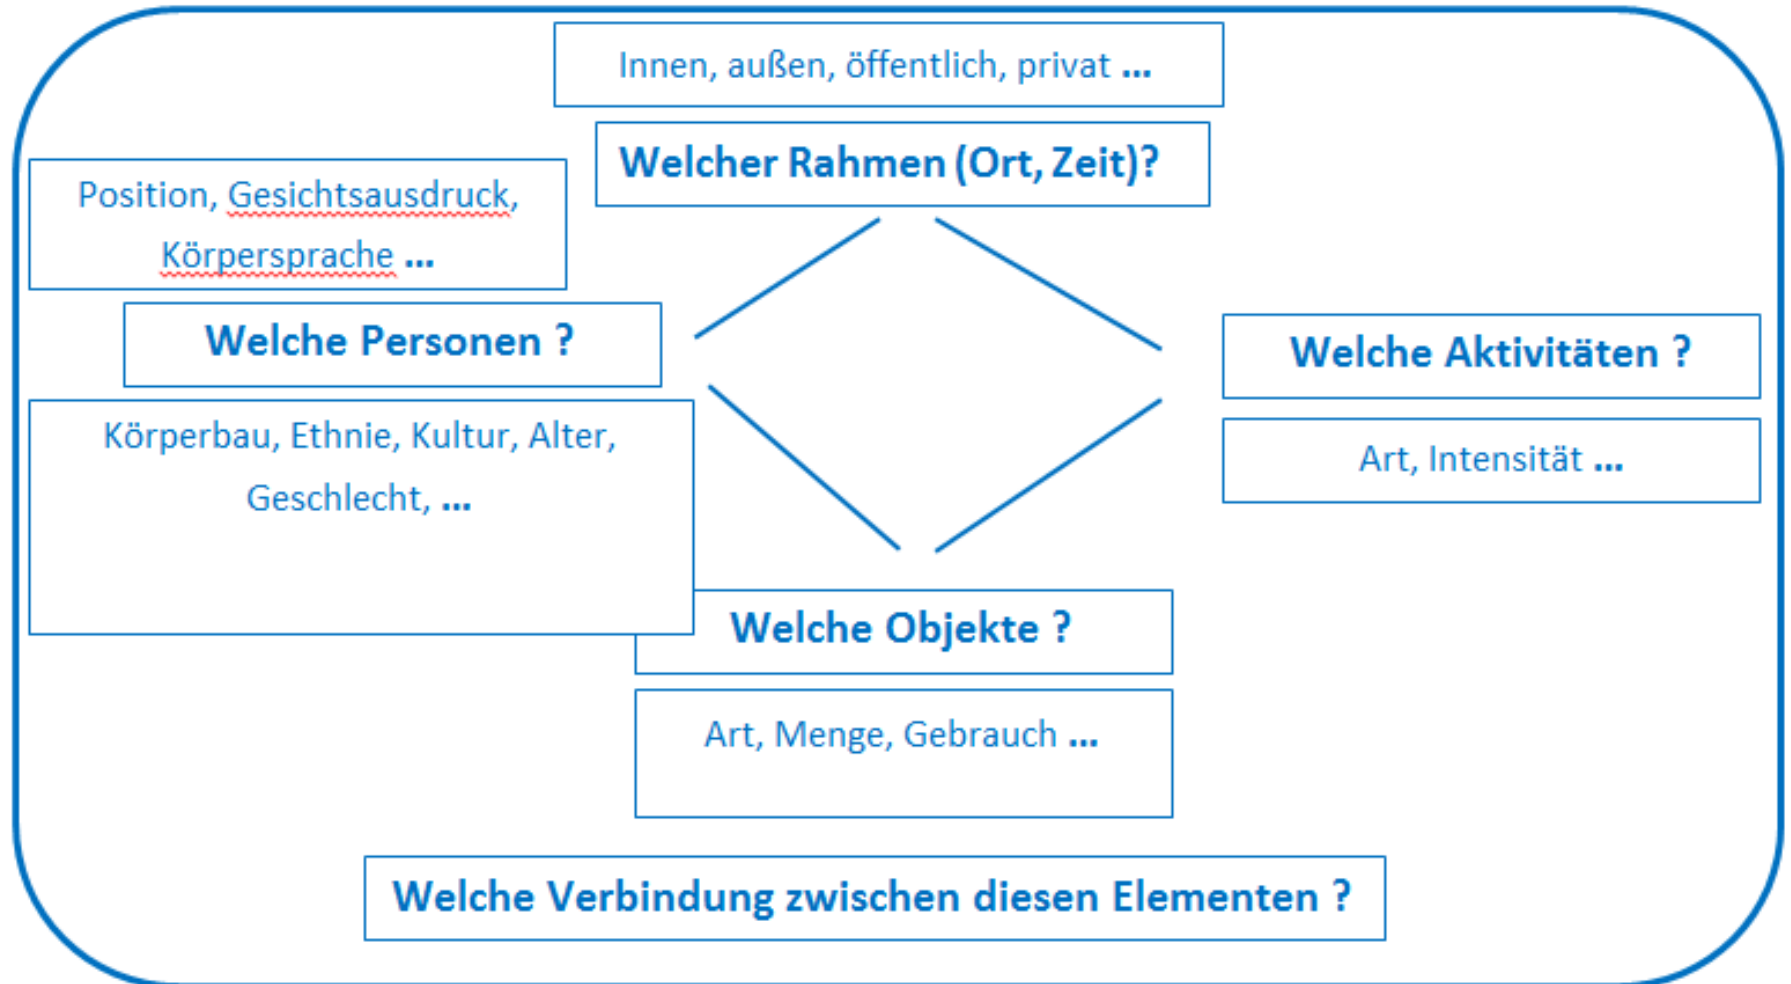 Innen, außen, öffentlich, privat ...
Welcher Rahmen (Ort, Zeit)?
Position, Gesichtsausdruck,
Körpersprache ...
Welche Personen ?
Körperbau, Ethnie, Kultur, Alter,
Geschlecht, ...
Welche Aktivitäten ?
Art, Intensität ...
Welche Objekte ?
Art, Menge, Gebrauch ...
Welche Verbindung zwischen diesen Elementen ?